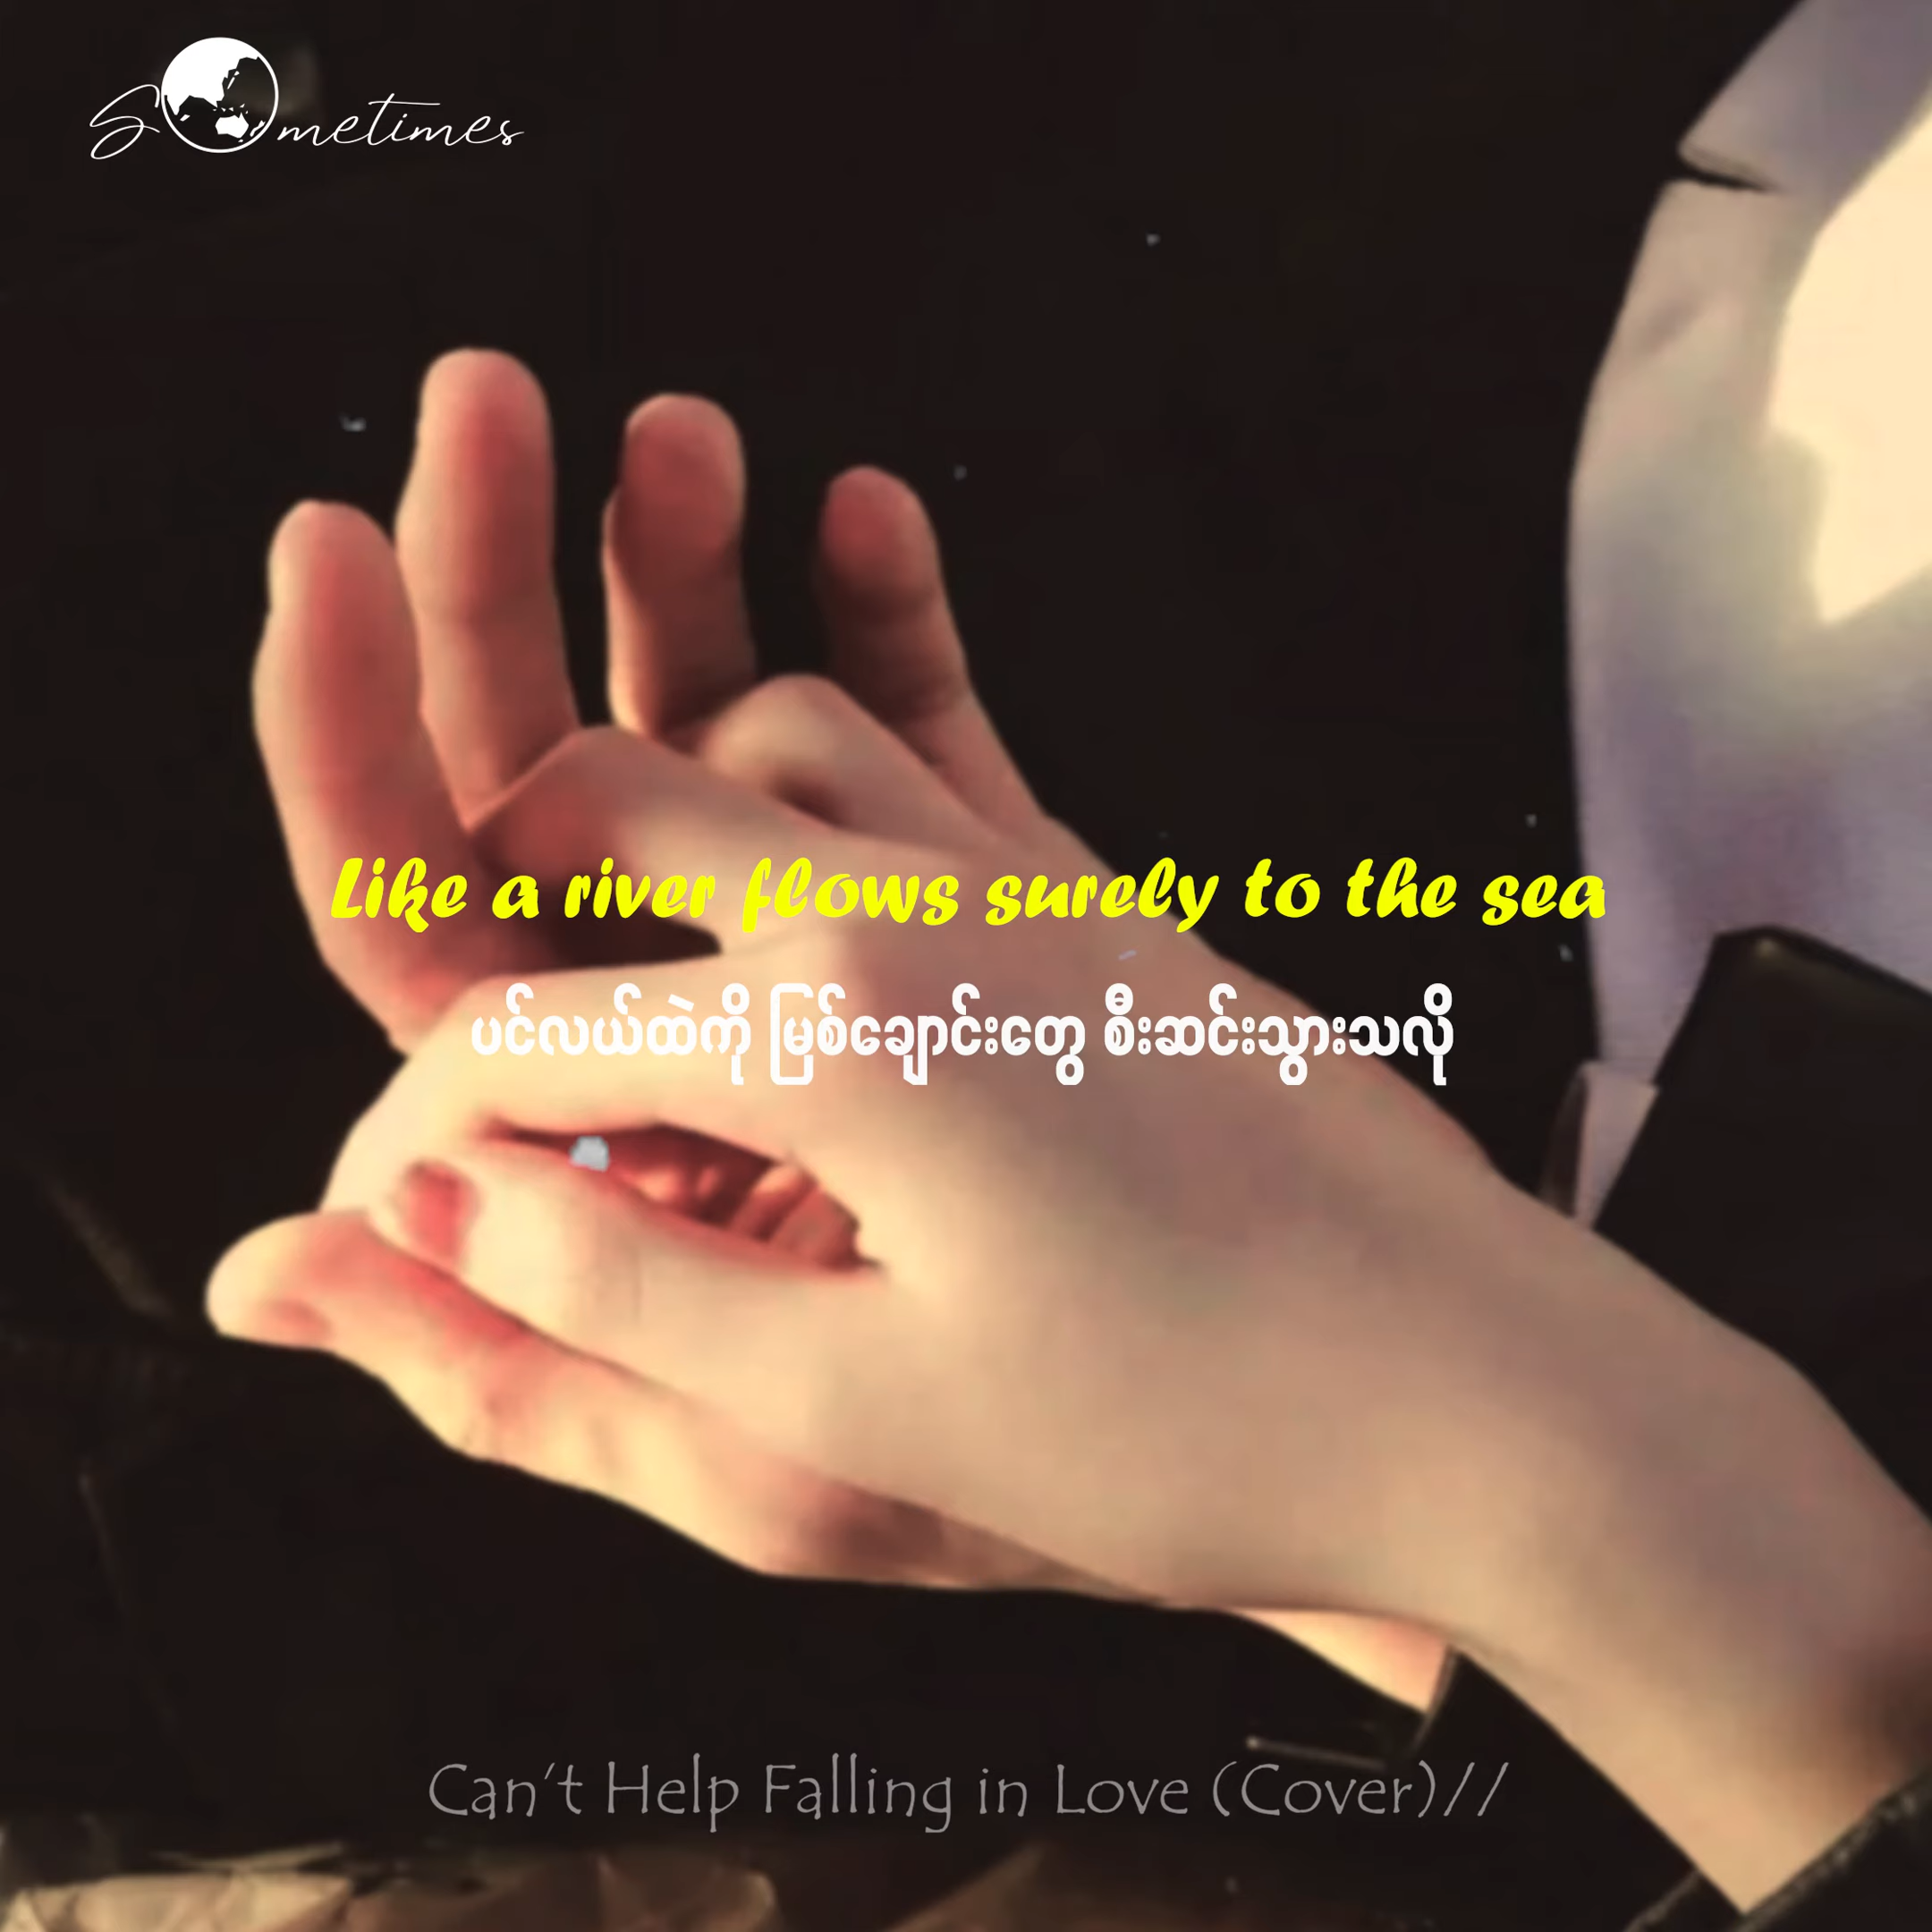 Sometimes
Like a river flows surely to the sea
ပင်လယ်ထဲကို မြစ်ချောင်းတွေ စီးဆင်းသွားသလို
Can't Help Falling in Love (Cover)//